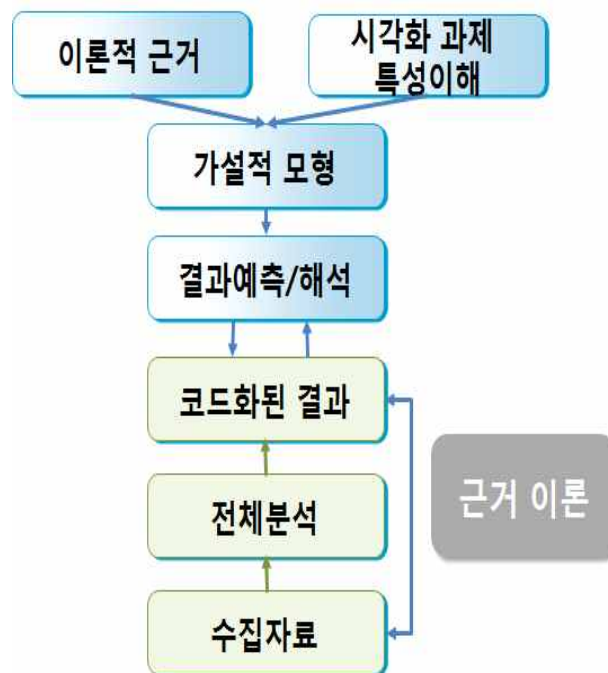 이론적 근거
시각화 과제
특성이해
가설적 모형
결과예측/해석
코드화된 결과
전체분석
근거 이론
수집자료